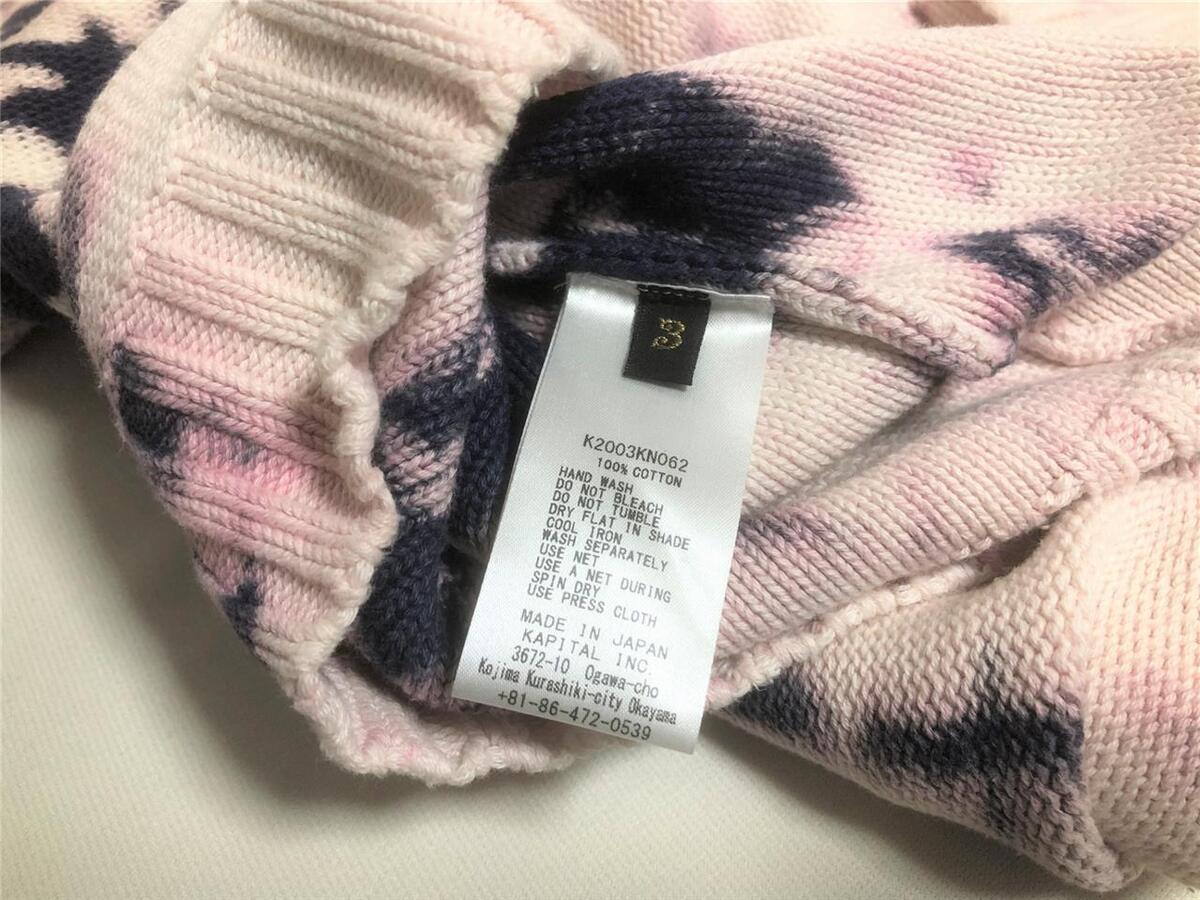 3
K2003KN062
100% COTTON
HAND WASH
DO NOT BLEACH
DO NOT TUMBLE
DRY FLAT IN SHADE
COOL IRON
WASH SEPARATELY
USE NET
USE A NET DURING
SPIN DRY
USE PRESS CLOTH
MADE IN JAPAN
KAPITAL INC.
3672-10 Ogawa-cho
Kojima Kurashiki-city Okayama
+81-86-472-0539